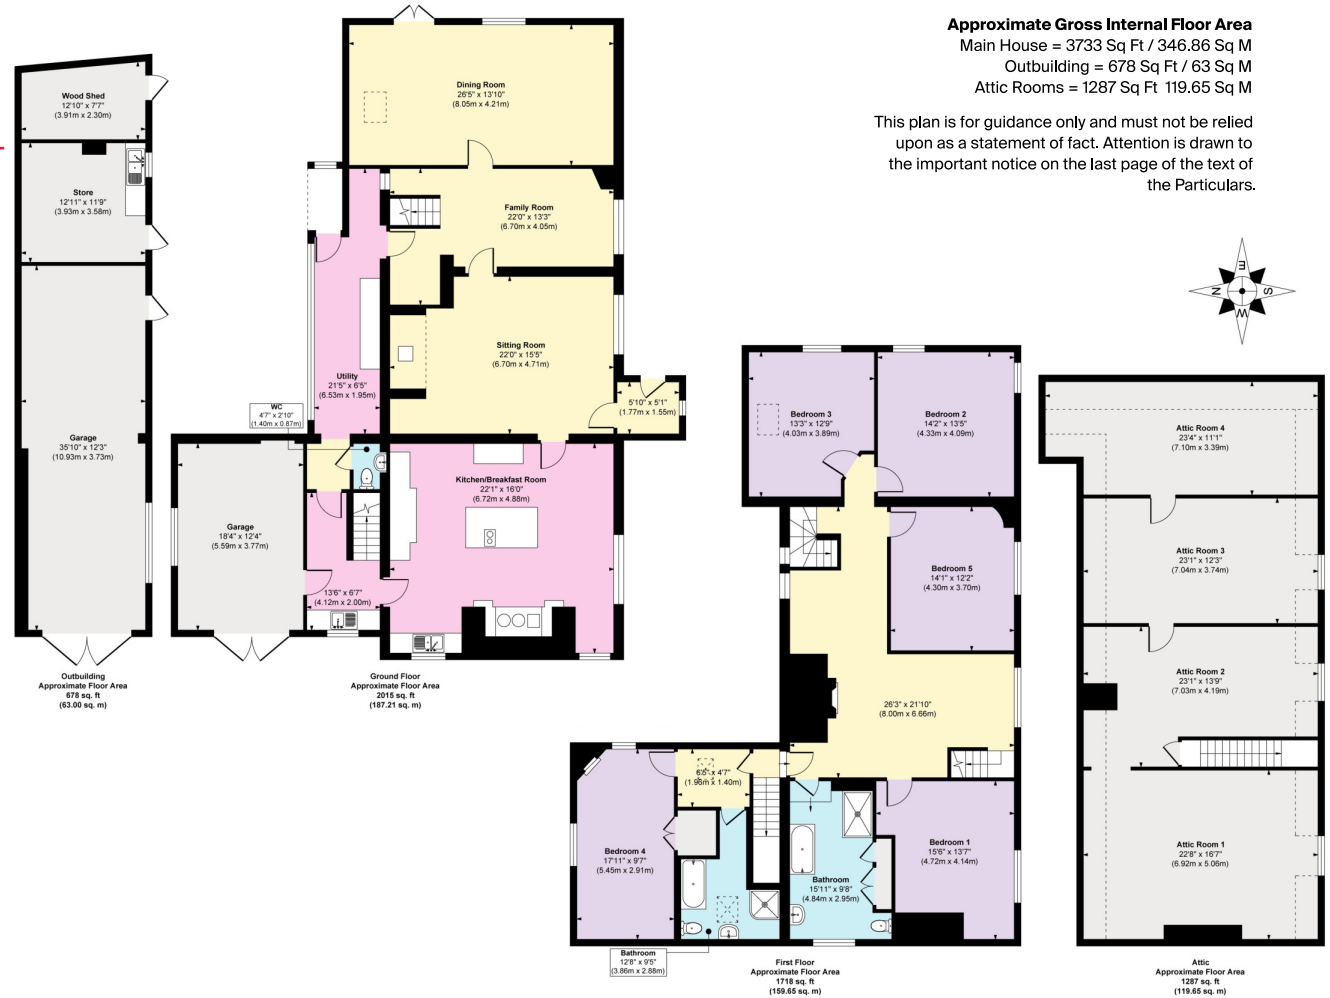 Approximate Gross Internal Floor Area
Main House = 3733 Sq Ft / 346.86 Sq M
Outbuilding = 678 Sq Ft / 63 Sq M
Attic Rooms = 1287 Sq Ft 119.65 Sq M
This plan is for guidance only and must not be relied
upon as a statement of fact. Attention is drawn to
the important notice on the last page of the text of
the Particulars.
E
N
S
W
Wood Shed
12'10" x 7'7"
(3.91m x 2.30m)
Store
12'11" x 11'9"
(3.93m x 3.58m)
Garage
35'10" x 12'3"
(10.93m x 3.73m)
Outbuilding
Approximate Floor Area
678 sq. ft
(63.00 sq. m)
Dining Room
26'5" x 13'10"
(8.05m x 4.21m)
Family Room
22'0" x 13'3"
(6.70m x 4.05m)
Sitting Room
22'0" x 15'5"
(6.70m x 4.71m)
5'10" x 5'1"
(1.77m x 1.55m)
Utility
21'5" x 6'5"
(6.53m x 1.95m)
WC
4'7" x 2'10"
(1.40m x 0.87m)
Kitchen/Breakfast Room
22'1" x 16'0"
(6.72m x 4.88m)
Garage
18'4" x 12'4"
(5.59m x 3.77m)
13'6" x 6'7"
(4.12m x 2.00m)
Ground Floor
Approximate Floor Area
2015 sq. ft
(187.21 sq. m)
Bedroom 3
13'3" x 12'9"
(4.03m x 3.89m)
Bedroom 2
14'2" x 13'5"
(4.33m x 4.09m)
Bedroom 5
14'1" x 12'2"
(4.30m x 3.70m)
26'3" x 21'10"
(8.00m x 6.66m)
6'5" x 4'7"
(1.96m x 1.40m)
Bedroom 4
17'11" x 9'7"
(5.45m x 2.91m)
Bedroom 1
15'6" x 13'7"
(4.72m x 4.14m)
Bathroom
15'11" x 9'8"
(4.84m x 2.95m)
Bathroom
12'8" x 9'5"
(3.86m x 2.88m)
First Floor
Approximate Floor Area
1718 sq. ft
(159.65 sq. m)
Attic Room 4
23'4" x 11'1"
(7.10m x 3.39m)
Attic Room 3
23'1" x 12'3"
(7.04m x 3.74m)
Attic Room 2
23'1" x 13'9"
(7.03m x 4.19m)
Attic Room 1
22'8" x 16'7"
(6.92m x 5.06m)
Attic
Approximate Floor Area
1287 sq. ft
(119.65 sq. m)